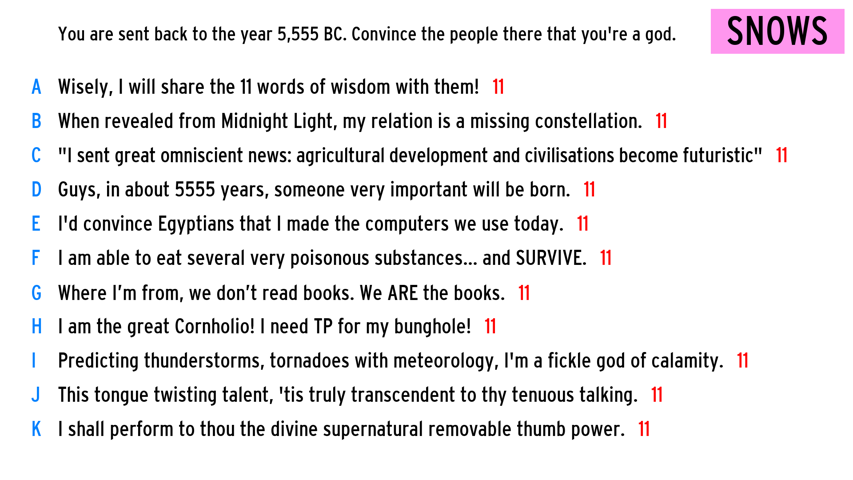 You are sent back to the year 5,555 BC. Convince the people there that you're a god.
SNOWS
A Wisely, I will share the 11 words of wisdom with them! 11
B When revealed from Midnight Light, my relation is a missing constellation. 11
C "I sent great omniscient news: agricultural development and civilisations become futuristic" 11
D Guys, in about 5555 years, someone very important will be born. 11
E I'd convince Egyptians that I made the computers we use today. 11
F I am able to eat several very poisonous substances... and SURVIVE. 11
G Where I’m from, we don’t read books. We ARE the books. 11
H I am the great Cornholio! I need TP for my bunghole! 11
I Predicting thunderstorms, tornadoes with meteorology, I'm a fickle god of calamity. 11
J This tongue twisting talent, 'tis truly transcendent to thy tenuous talking. 11
K I shall perform to thou the divine supernatural removable thumb power. 11